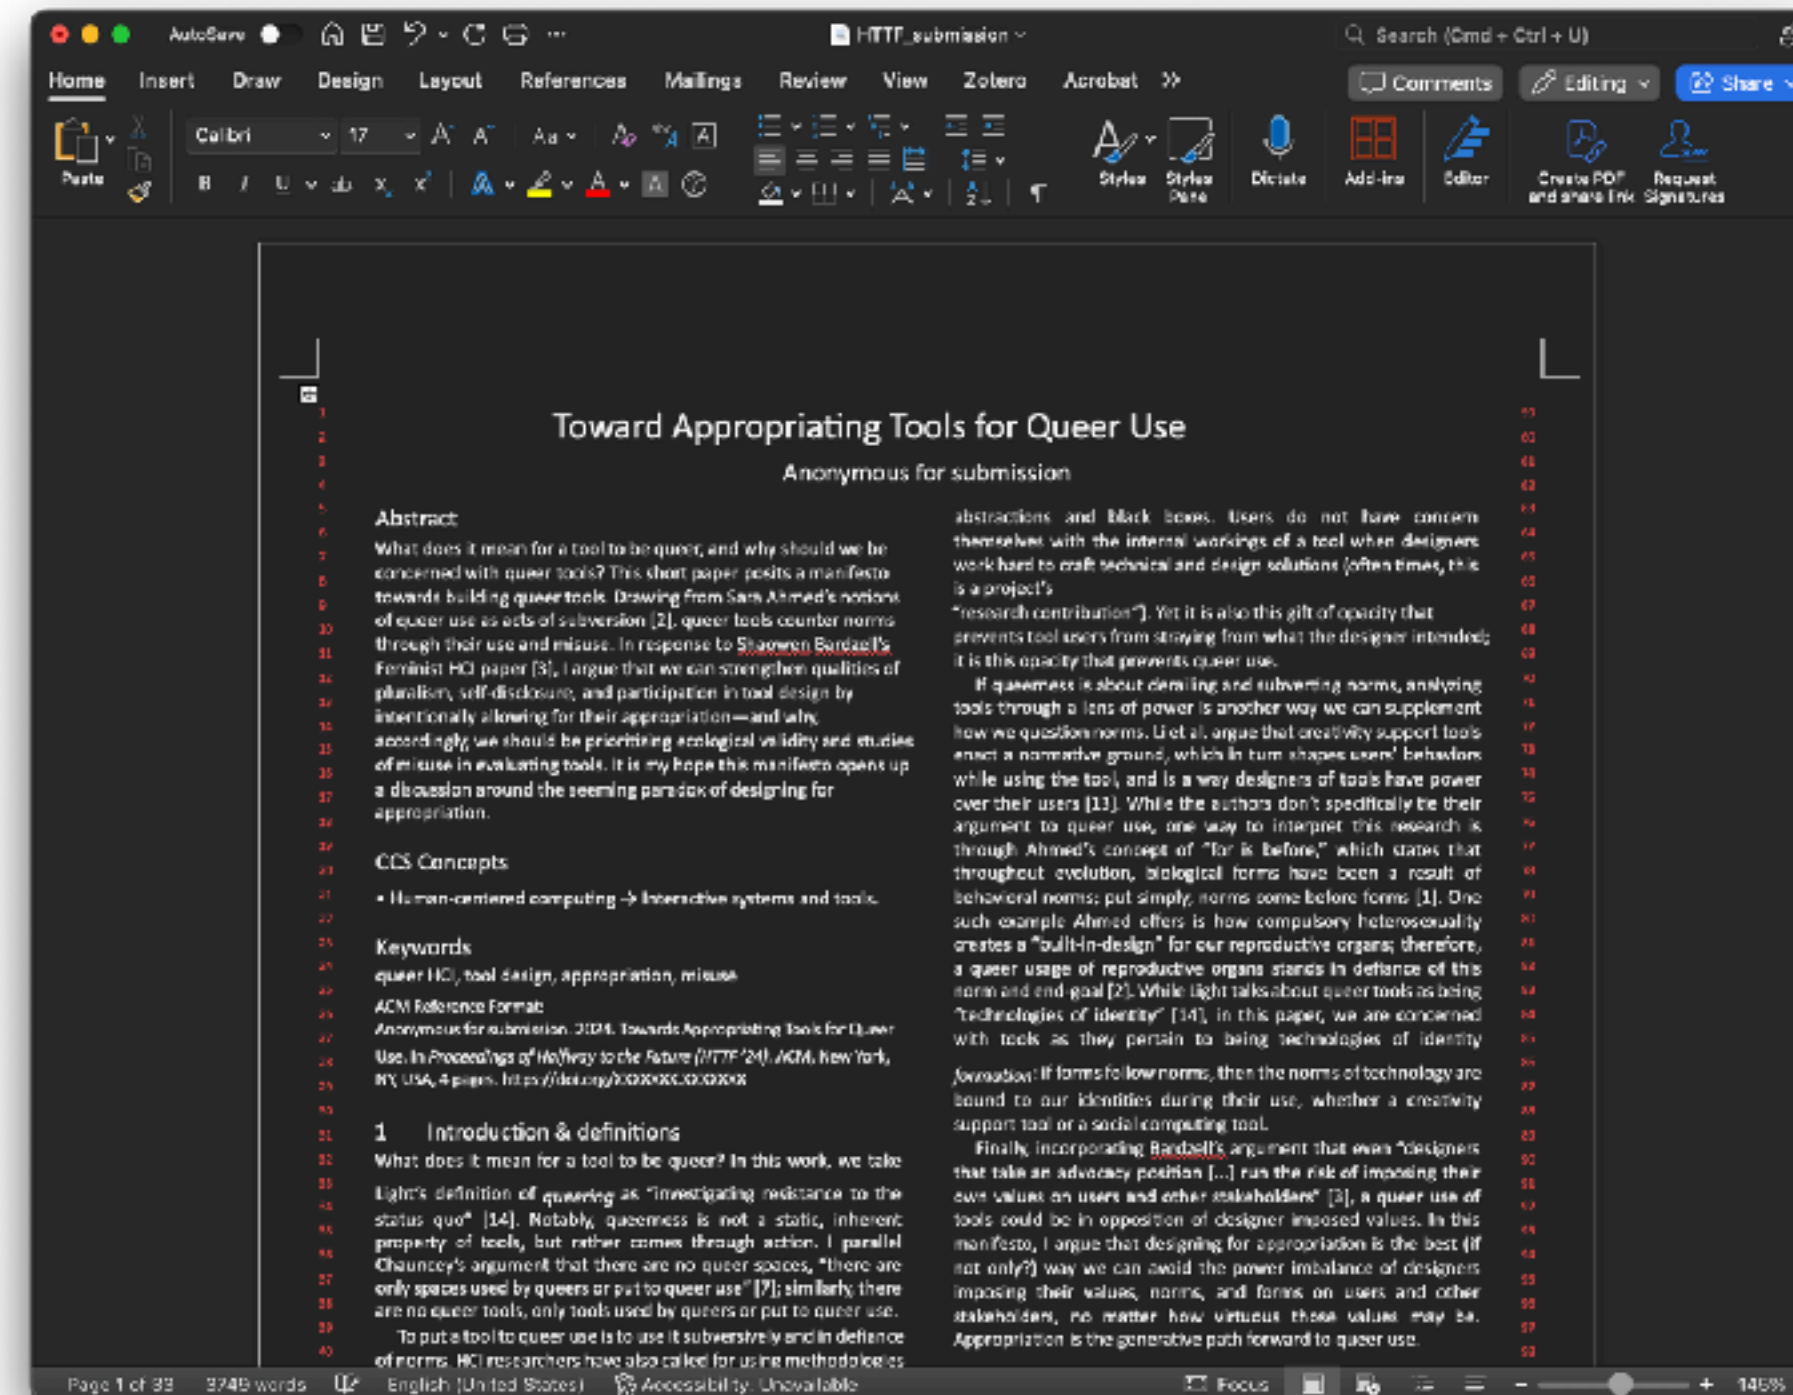 AutoSave
HTTF_submission
Search (Cmd + Ctrl + U)
Home Insert Draw Design Layout References Mailings Review View Zotero Acrobat
Comments Editing Share
Calibri 17
Paste
Styles Styles Pane Dictate Add-ins Editor Create PDF and share link Request Signatures
Toward Appropriating Tools for Queer Use
Anonymous for submission
Abstract
What does it mean for a tool to be queer, and why should we be
concerned with queer tools? This short paper posits a manifesto
towards building queer tools. Drawing from Sara Ahmed's notions
of queer use as acts of subversion [2], queer tools counter norms
through their use and misuse. In response to Shaowen Bardzell's
Feminist HCI paper [3], I argue that we can strengthen qualities of
pluralism, self-disclosure, and participation in tool design by
intentionally allowing for their appropriation—and why,
accordingly, we should be prioritizing ecological validity and studies
of misuse in evaluating tools. It is my hope this manifesto opens up
a discussion around the seeming paradox of designing for
appropriation.
CCS Concepts
• Human-centered computing → Interactive systems and tools.
Keywords
queer HCI, tool design, appropriation, misuse
ACM Reference Format:
Anonymous for submission. 2024. Towards Appropriating Tools for Queer
Use. In Proceedings of Halfway to the Future (HTTF '24). ACM, New York,
NY, USA, 4 pages. https://doi.org/XXXXXXX.XXXXXXX
1 Introduction & definitions
What does it mean for a tool to be queer? In this work, we take
Light's definition of queering as "investigating resistance to the
status quo" [14]. Notably, queerness is not a static, inherent
property of tools, but rather comes through action. I parallel
Chauncey's argument that there are no queer spaces, "there are
only spaces used by queers or put to queer use" [7]; similarly, there
are no queer tools, only tools used by queers or put to queer use.
To put a tool to queer use is to use it subversively and in defiance
of norms. HCI researchers have also called for using methodologies
abstractions and black boxes. Users do not have concern
themselves with the internal workings of a tool when designers
work hard to craft technical and design solutions (often times, this
is a project's
"research contribution"). Yet it is also this gift of opacity that
prevents tool users from straying from what the designer intended;
it is this opacity that prevents queer use.
If queerness is about derailing and subverting norms, analyzing
tools through a lens of power is another way we can supplement
how we question norms. Li et al. argue that creativity support tools
enact a normative ground, which in turn shapes users' behaviors
while using the tool, and is a way designers of tools have power
over their users [13]. While the authors don't specifically tie their
argument to queer use, one way to interpret this research is
through Ahmed's concept of "for is before," which states that
throughout evolution, biological forms have been a result of
behavioral norms; put simply, norms come before forms [1]. One
such example Ahmed offers is how compulsory heterosexuality
creates a "built-in-design" for our reproductive organs; therefore,
a queer usage of reproductive organs stands in defiance of this
norm and end-goal [2]. While Light talks about queer tools as being
"technologies of identity" [14], in this paper, we are concerned
with tools as they pertain to being technologies of identity
formation: If forms follow norms, then the norms of technology are
bound to our identities during their use, whether a creativity
support tool or a social computing tool.
Finally, incorporating Bardzell's argument that even "designers
that take an advocacy position [...] run the risk of imposing their
own values on users and other stakeholders" [3], a queer use of
tools could be in opposition of designer imposed values. In this
manifesto, I argue that designing for appropriation is the best (if
not only?) way we can avoid the power imbalance of designers
imposing their values, norms, and forms on users and other
stakeholders, no matter how virtuous those values may be.
Appropriation is the generative path forward to queer use.
Page 1 of 33 3749 words English (United States) Accessibility: Unavailable Focus 146%